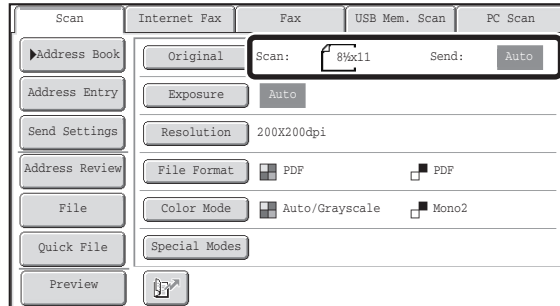 Scan Internet Fax Fax USB Mem. Scan PC Scan
Address Book Original Scan: 8½x11 Send: Auto
Address Entry Exposure Auto
Send Settings Resolution 200X200dpi
Address Review File Format PDF PDF
File Color Mode Auto/Grayscale Mono2
Quick File Special Modes
Preview